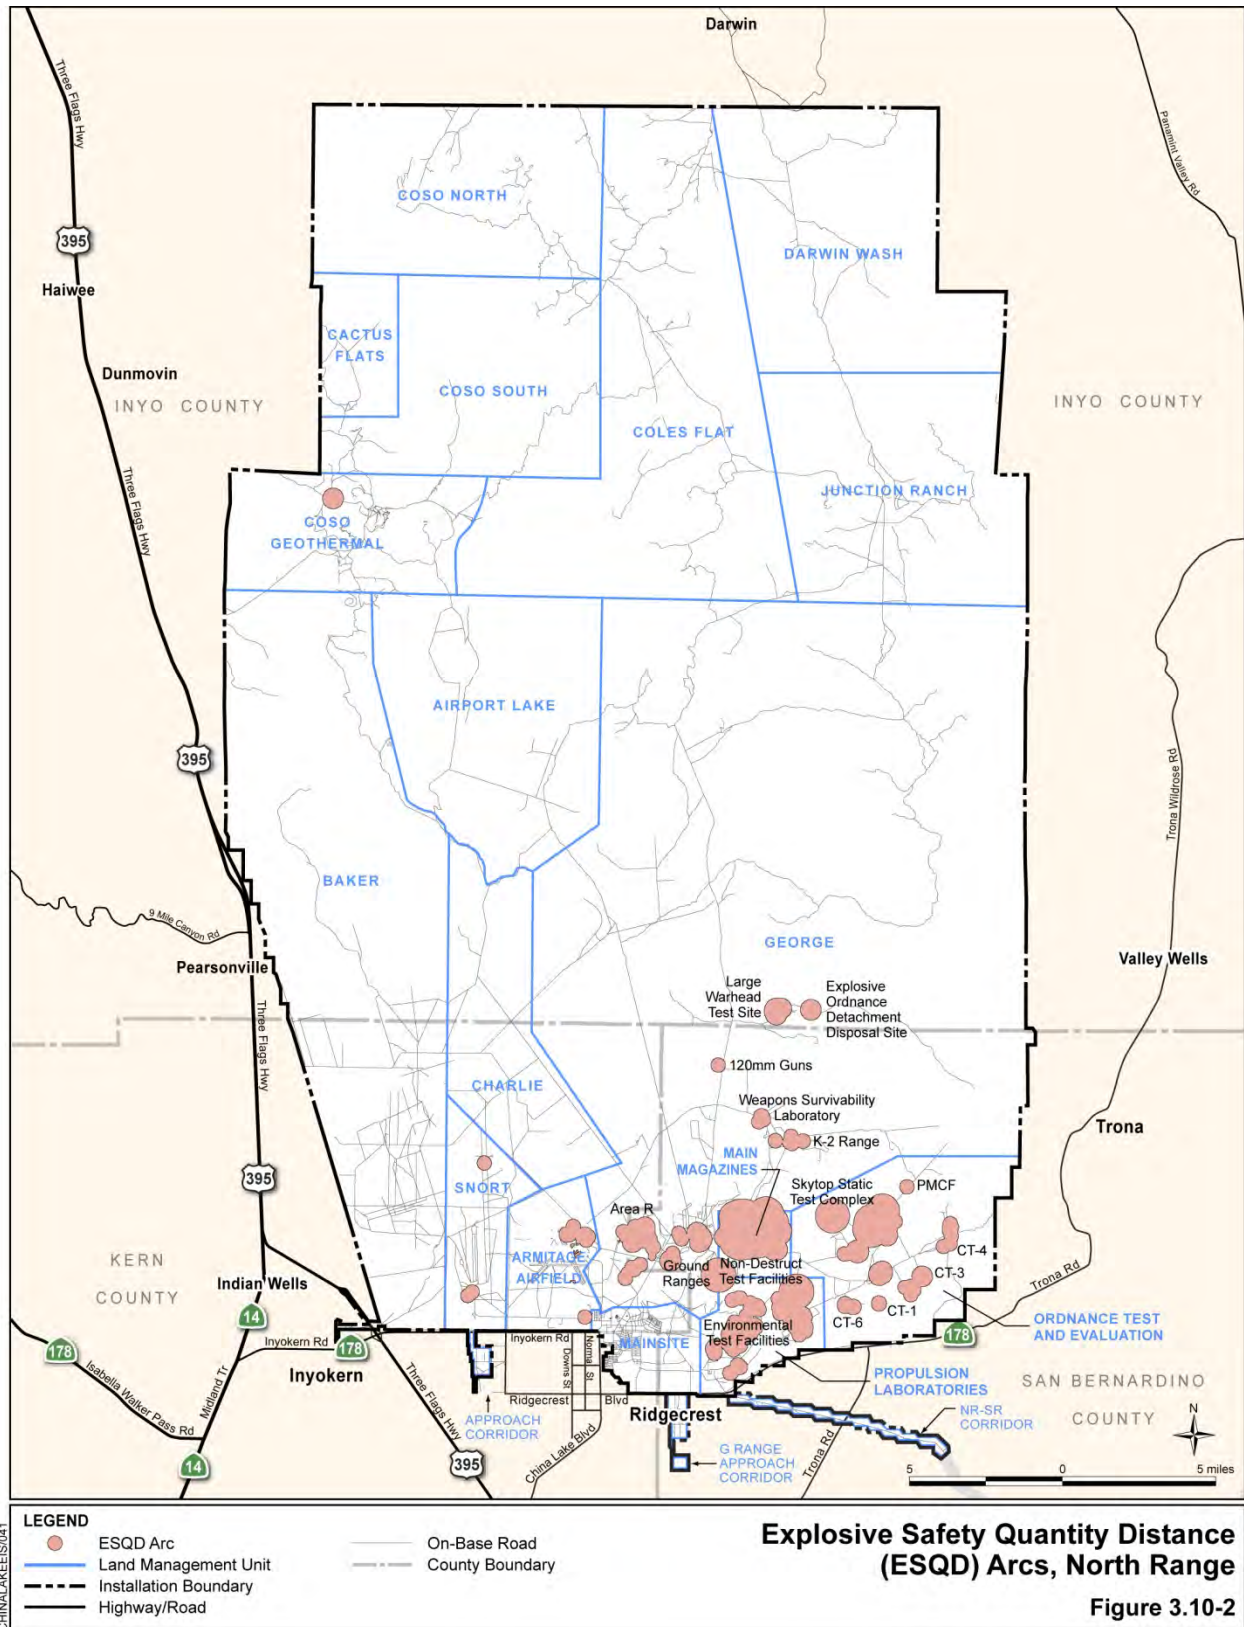 Darwin
Three Flags Hwy
Panamint Valley Rd
COSO NORTH
395
DARWIN WASH
Haiwee
CACTUS
FLATS
Dunmovin
COSO SOUTH
INYO COUNTY
INYO COUNTY
COLES FLAT
Three Flags Hwy
JUNCTION RANCH
COSO
GEOTHERMAL
AIRPORT LAKE
395
Trona Wildrose Rd
BAKER
9 Mile Canyon Rd
GEORGE
Pearsonville
Valley Wells
Large
Warhead
Test Site
Explosive
Ordnance
Detachment
Disposal Site
Three Flags Hwy
120mm Guns
CHARLIE
Weapons Survivability
Laboratory
Trona
K-2 Range
MAIN
MAGAZINES
395
SNORT
Skytop Static
Test Complex
PMCF
Area R
CT-4
KERN
COUNTY
ARMITAGE
AIRFIELD
Ground
Ranges
Non-Destruct
Test Facilities
CT-3
Trona Rd
Indian Wells
CT-1
CT-6
14
ORDNANCE TEST
AND EVALUATION
Environmental
Test Facilities
178
Inyokern Rd
178
Inyokern Rd
MAINSITE
178
Inyokern
Isabella Walker Pass Rd
Midland Tr
Three Flags Hwy
Downs St
Norma St
PROPULSION
LABORATORIES
SAN BERNARDINO
COUNTY
Ridgecrest Blvd
Ridgecrest
NR-SR
CORRIDOR
N
APPROACH
CORRIDOR
China Lake Blvd
G RANGE
APPROACH
CORRIDOR
Trona Rd
14
395
5 0 5 miles
CHINALAKEEIS/041
LEGEND
ESQD Arc
Land Management Unit
Installation Boundary
Highway/Road
On-Base Road
County Boundary
Explosive Safety Quantity Distance
(ESQD) Arcs, North Range
Figure 3.10-2